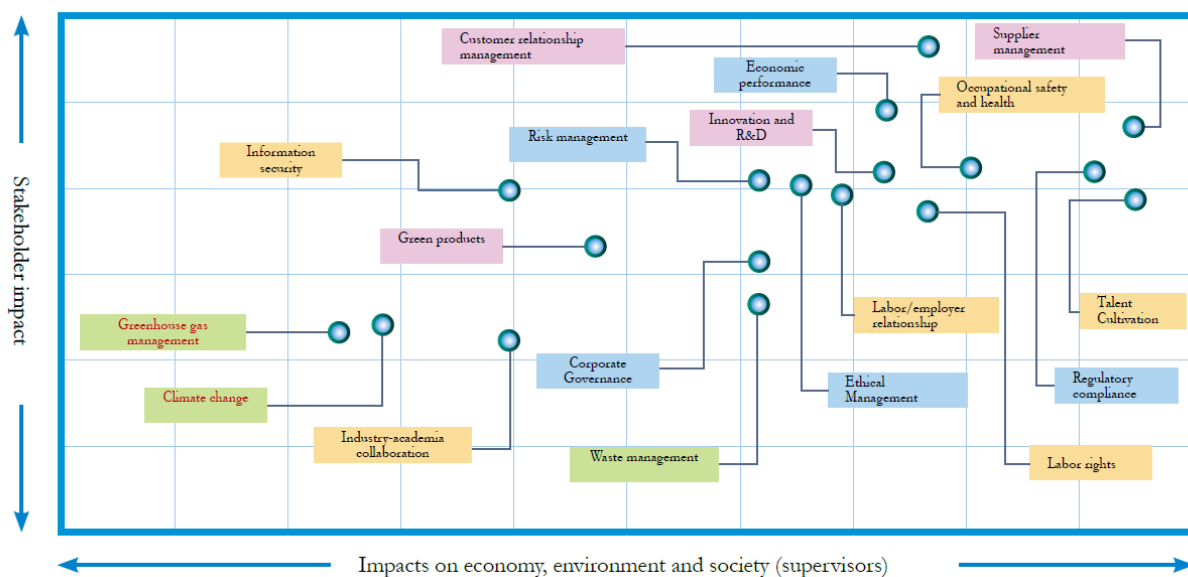 Customer relationship
management
Supplier
management
Economic
performance
Occupational safety
and health
Innovation and
R&D
Risk management
Information
security
Green products
Stakeholder impact
Greenhouse gas
management
Labor/employer
relationship
Talent
Cultivation
Corporate
Governance
Ethical
Management
Regulatory
compliance
Climate change
Industry-academia
collaboration
Waste management
Labor rights
Impacts on economy, environment and society (supervisors)